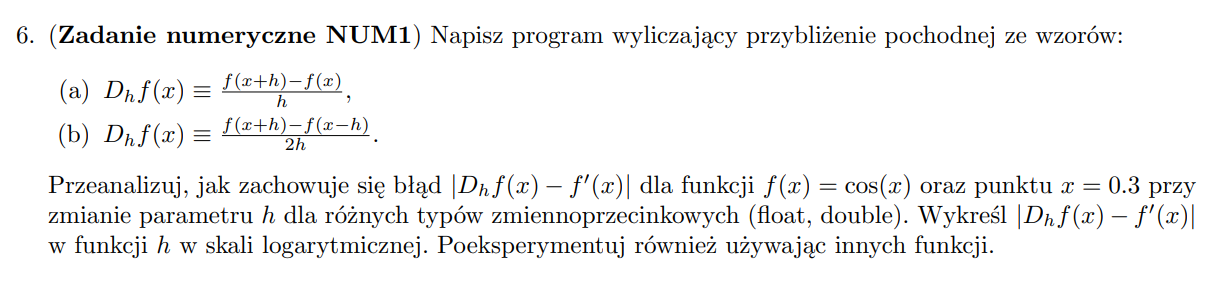 6. (Zadanie numeryczne NUM1) Napisz program wyliczający przybliżenie pochodnej ze wzorów:
(a) D_h f(x) ≡ \frac{f(x+h)−f(x)}{h},
(b) D_h f(x) ≡ \frac{f(x+h)−f(x−h)}{2h}.
Przeanalizuj, jak zachowuje się błąd |D_h f(x) − f′(x)| dla funkcji f(x) = cos(x) oraz punktu x = 0.3 przy
zmianie parametru h dla różnych typów zmiennoprzecinkowych (float, double). Wykreśl |D_h f(x) − f′(x)|
w funkcji h w skali logarytmicznej. Poeksperymentuj również używając innych funkcji.